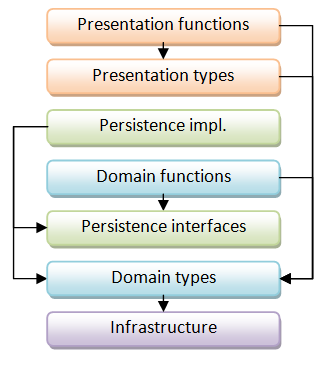 Presentation functions
Presentation types
Persistence impl.
Domain functions
Persistence interfaces
Domain types
Infrastructure